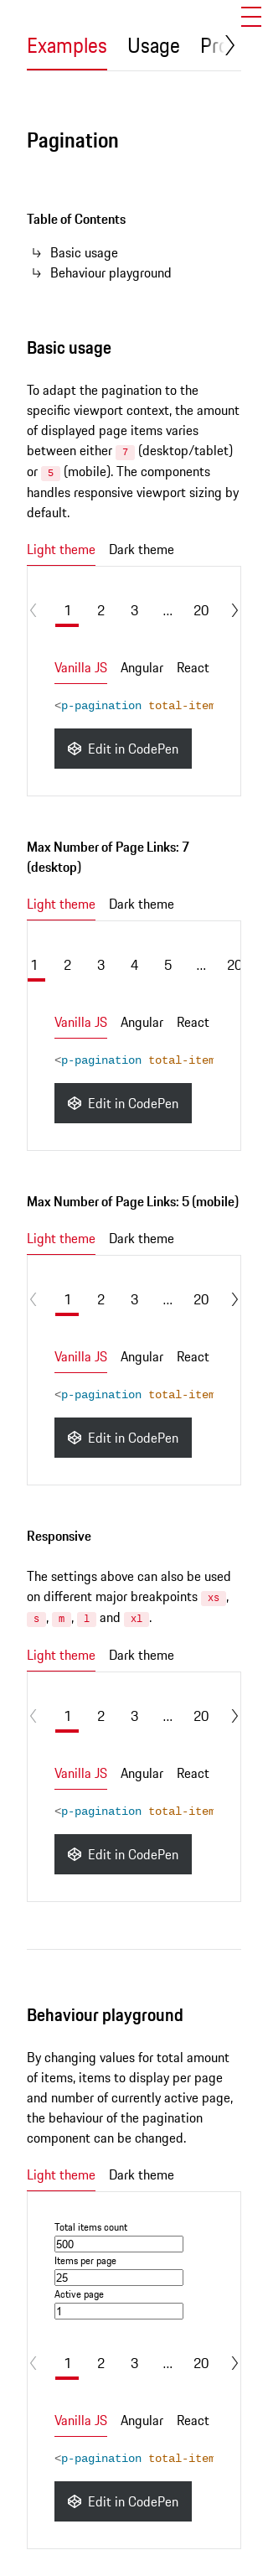 Examples Usage
Pagination
Table of Contents
↳ Basic usage
↳ Behaviour playground
Basic usage
To adapt the pagination to the
specific viewport context, the amount
of displayed page items varies
between either 7 (desktop/tablet)
or 5 (mobile). The components
handles responsive viewport sizing by
default.
Light theme Dark theme
1 2 3 ... 20
Vanilla JS Angular React
<p-pagination total-item
Edit in CodePen
Max Number of Page Links: 7
(desktop)
Light theme Dark theme
1 2 3 4 5 ... 20
Vanilla JS Angular React
<p-pagination total-item
Edit in CodePen
Max Number of Page Links: 5 (mobile)
Light theme Dark theme
1 2 3 ... 20
Vanilla JS Angular React
<p-pagination total-item
Edit in CodePen
Responsive
The settings above can also be used
on different major breakpoints xs,
s, m, l and xl.
Light theme Dark theme
1 2 3 ... 20
Vanilla JS Angular React
<p-pagination total-item
Edit in CodePen
Behaviour playground
By changing values for total amount
of items, items to display per page
and number of currently active page,
the behaviour of the pagination
component can be changed.
Light theme Dark theme
Total items count
500
Items per page
25
Active page
1
1 2 3 ... 20
Vanilla JS Angular React
<p-pagination total-item
Edit in CodePen